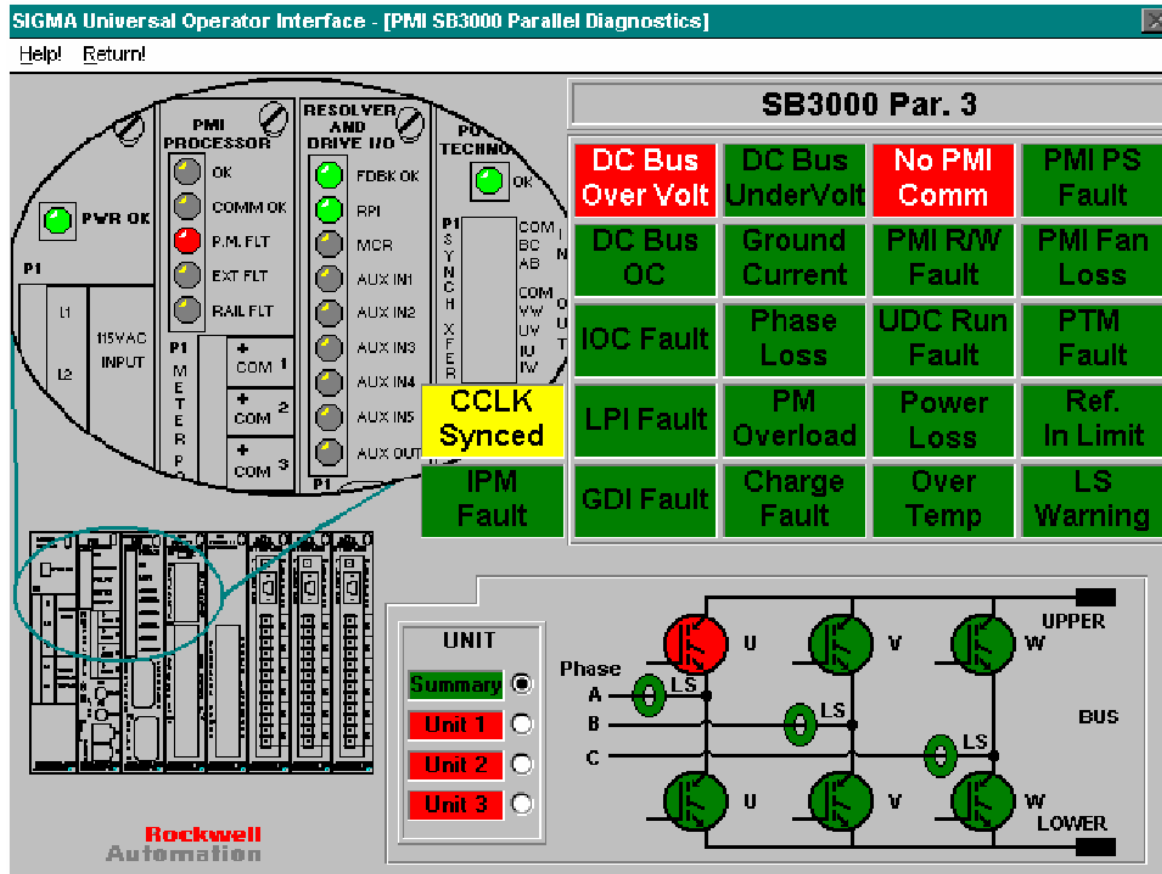 SIGMA Universal Operator Interface - [PMI SB3000 Parallel Diagnostics]
Help! Return!
PWR OK
P1
L1
L2
115VAC
INPUT
PMI
PROCESSOR
OK
COMM OK
P.M. FLT
EXT FLT
RAIL FLT
P1
METER
+
COM 1
+
COM 2
+
COM 3
RESOLVER
AND
DRIVE I/O
FDBK OK
RPI
MCR
AUX IN1
AUX IN2
AUX IN3
AUX IN4
AUX IN5
AUX OUT
P1
TECHNO
OK
P1
SYNCH XFER
COM
BC
AB
IN
COM
VW
UV
IU
IW
OUT
SB3000 Par. 3
DC Bus
Over Volt
DC Bus
UnderVolt
No PMI
Comm
PMI PS
Fault
DC Bus
OC
Ground
Current
PMI R/W
Fault
PMI Fan
Loss
IOC Fault
Phase
Loss
UDC Run
Fault
PTM
Fault
CCLK
Synced
LPI Fault
PM
Overload
Power
Loss
Ref.
In Limit
IPM
Fault
GDI Fault
Charge
Fault
Over
Temp
LS
Warning
UNIT
Summary
Unit 1
Unit 2
Unit 3
Phase
A
B
C
LS
LS
LS
U
V
W
UPPER
BUS
U
V
W
LOWER
Rockwell
Automation